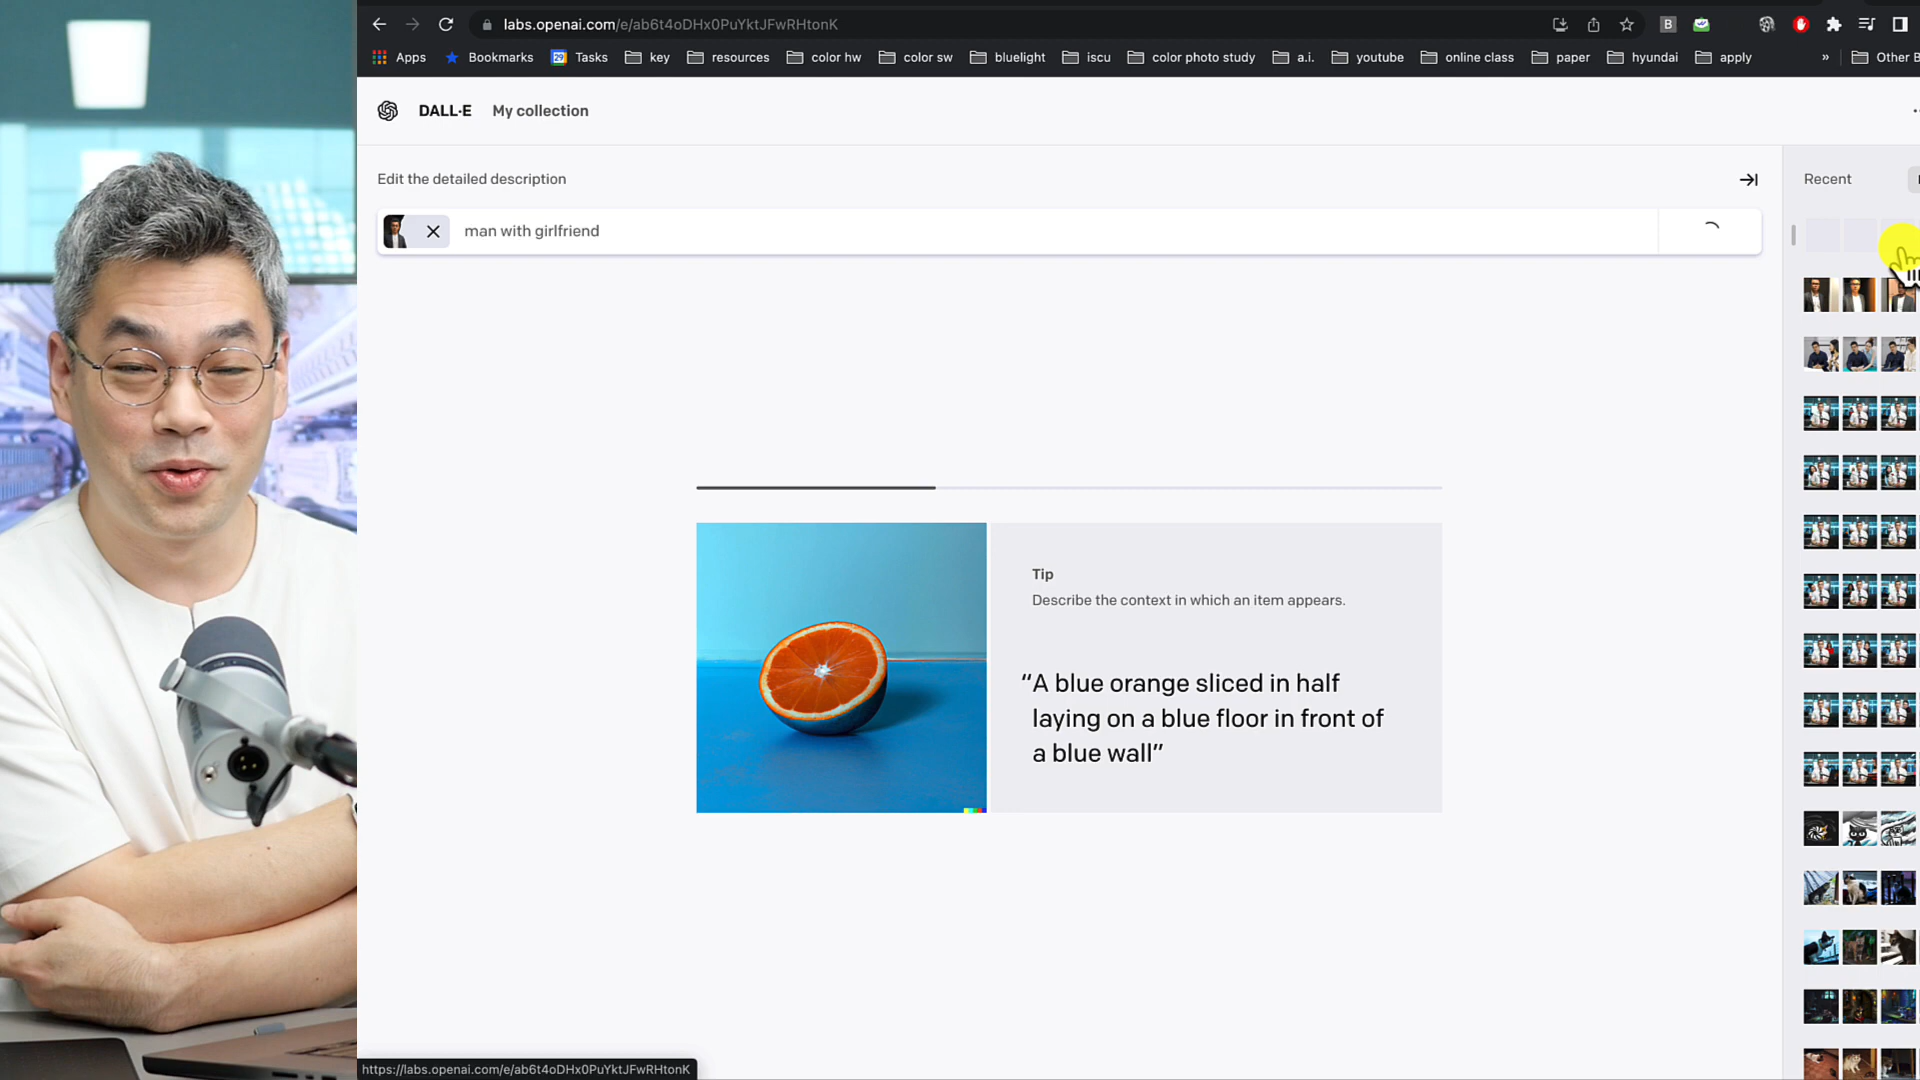 labs.openai.com/e/ab6t4oDHx0PuYktJFwRHtonK
Apps Bookmarks 29 Tasks key resources color hw color sw bluelight iscu color photo study a.i. youtube online class paper hyundai apply » Other B
DALL·E My collection
Edit the detailed description
Recent
man with girlfriend
Tip
Describe the context in which an item appears.
“A blue orange sliced in half
laying on a blue floor in front of
a blue wall”
https://labs.openai.com/e/ab6t4oDHx0PuYktJFwRHtonK